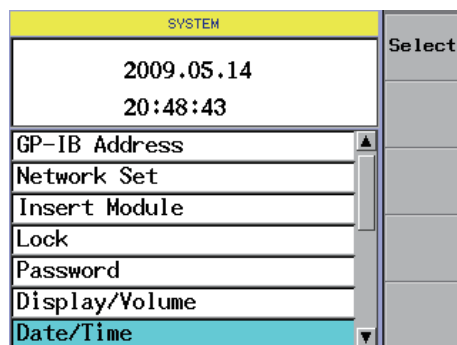 SYSTEM
Select
2009.05.14
20:48:43
GP-IB Address
Network Set
Insert Module
Lock
Password
Display/Volume
Date/Time